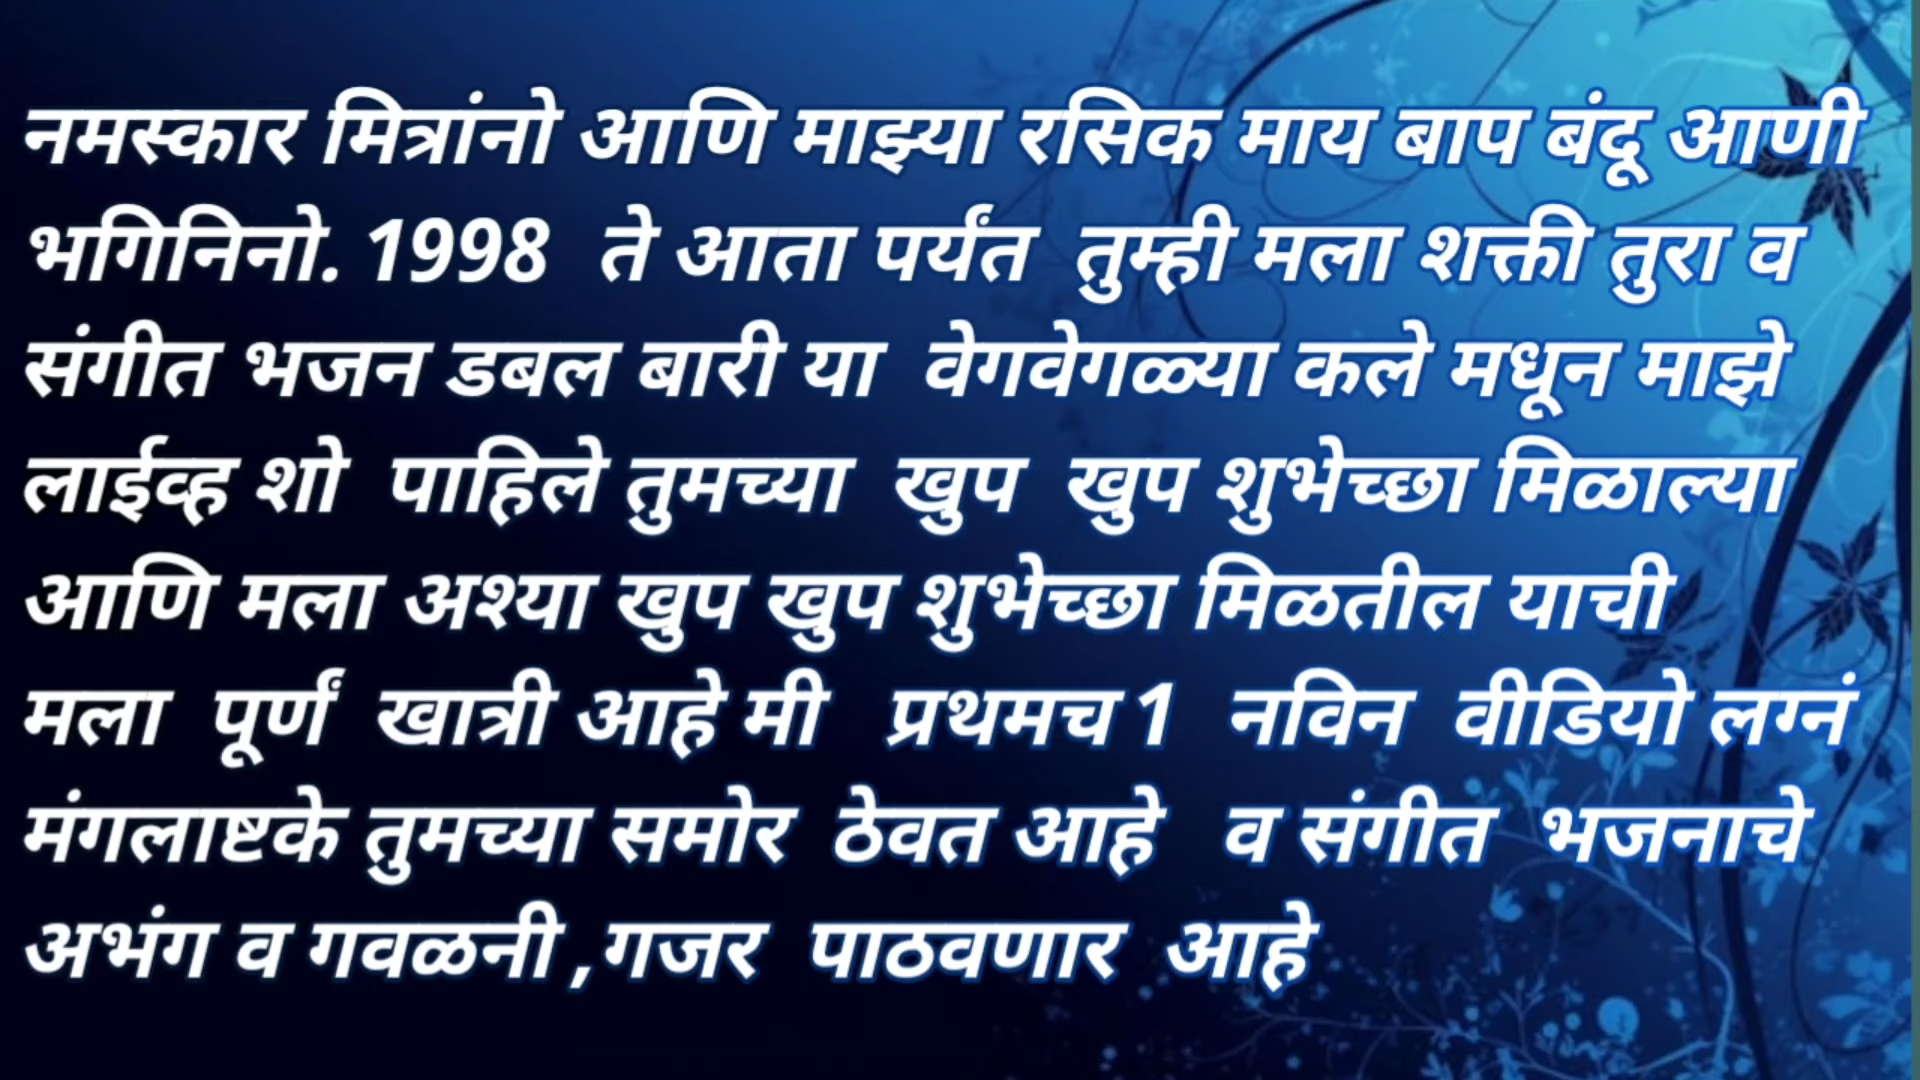 नमस्कार मित्रांनो आणि माझ्या रसिक माय बाप बंदू आणी
भगिनिनो. 1998 ते आता पर्यंत तुम्ही मला शक्ती तुरा व
संगीत भजन डबल बारी या वेगवेगळ्या कले मधून माझे
लाईव्ह शो पाहिले तुमच्या खुप खुप शुभेच्छा मिळाल्या
आणि मला अश्या खुप खुप शुभेच्छा मिळतील याची
मला पूर्णं खात्री आहे मी प्रथमच 1 नविन वीडियो लग्नं
मंगलाष्टके तुमच्या समोर ठेवत आहे व संगीत भजनाचे
अभंग व गवळनी ,गजर पाठवणार आहे